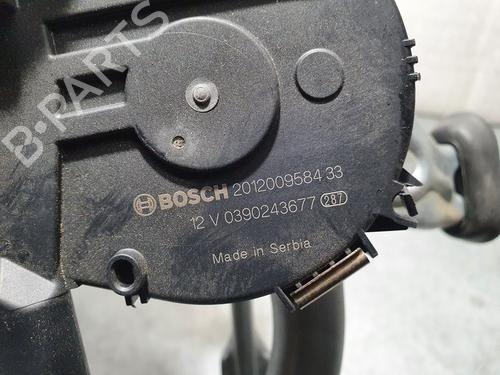 B-PARTS
BOSCH 2012009584 33
12 V 0390243677 287
Made in Serbia